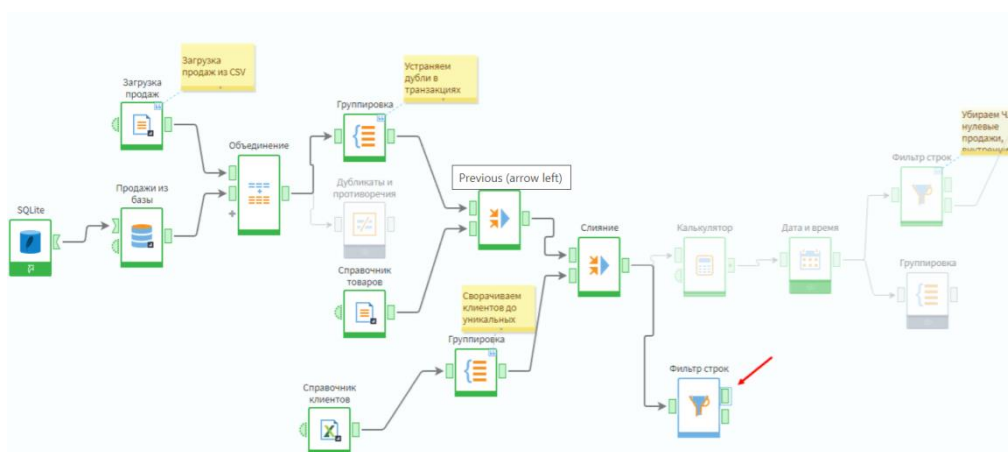 Загрузка
продаж из CSV
Загрузка
продаж
Устраняем
дубли в
транзакциях
Группировка
Объединение
Убираем
нулевые
продажи,
Фильтр строк
Previous (arrow left)
Дубликаты и
противоречия
Продажи из
базы
SQLite
Слияние
Калькулятор
Дата и время
Группировка
Справочник
товаров
Сворачиваем
клиентов до
уникальных
Группировка
Фильтр строк
Справочник
клиентов